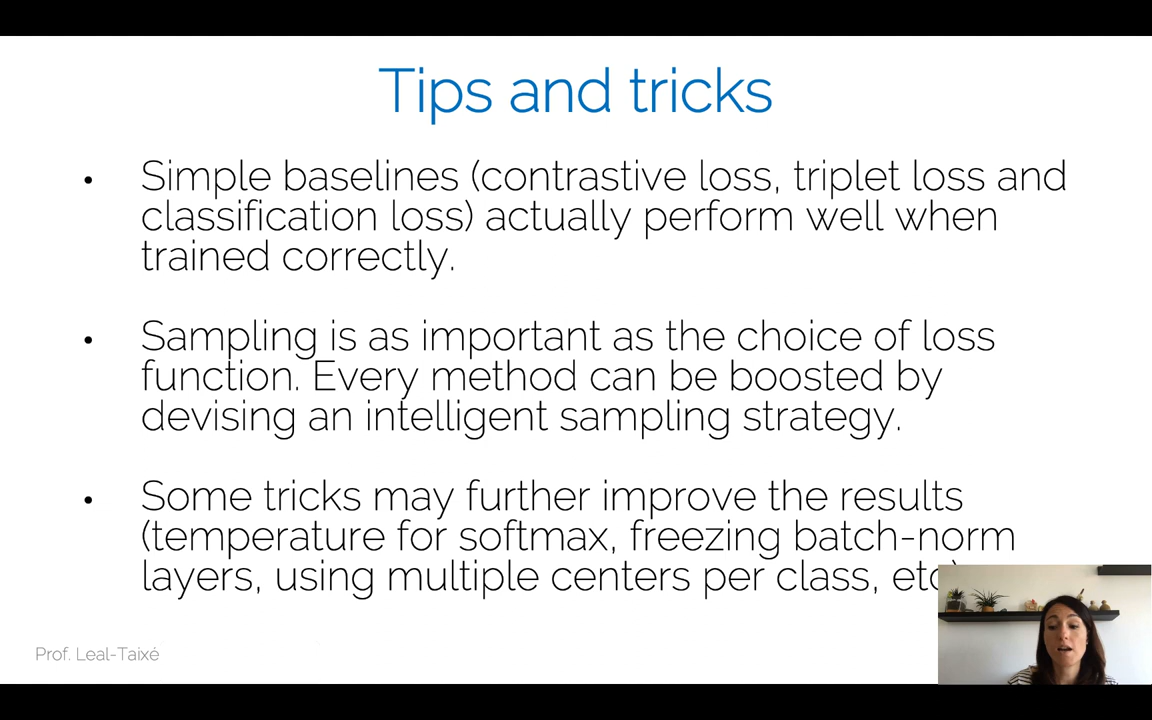 Tips and tricks
• Simple baselines (contrastive loss, triplet loss and
classification loss) actually perform well when
trained correctly.
• Sampling is as important as the choice of loss
function. Every method can be boosted by
devising an intelligent sampling strategy.
• Some tricks may further improve the results
(temperature for softmax, freezing batch-norm
layers, using multiple centers per class, etc)
Prof. Leal-Taixé